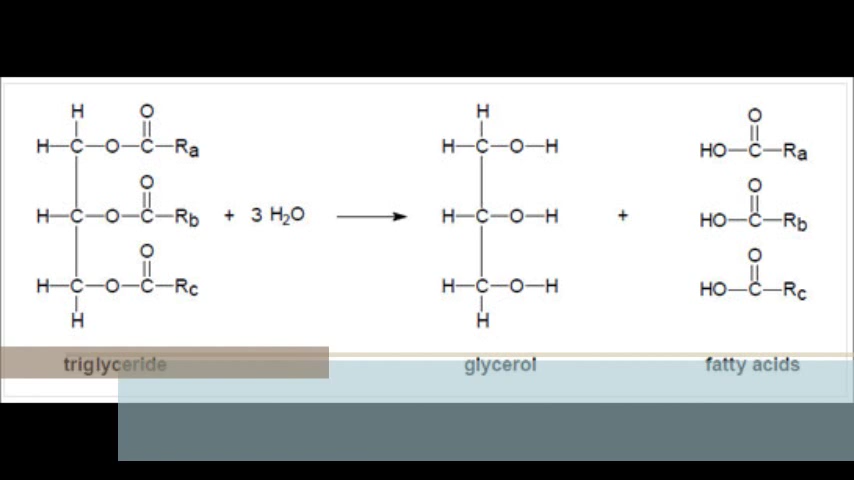 H O H O
H–C–O–C–Ra H–C–O–H HO–C–Ra
O O
H–C–O–C–Rb + 3 H₂O ⟶ H–C–O–H + HO–C–Rb
O O
H–C–O–C–Rc H–C–O–H HO–C–Rc
H H
triglyceride glycerol fatty acids